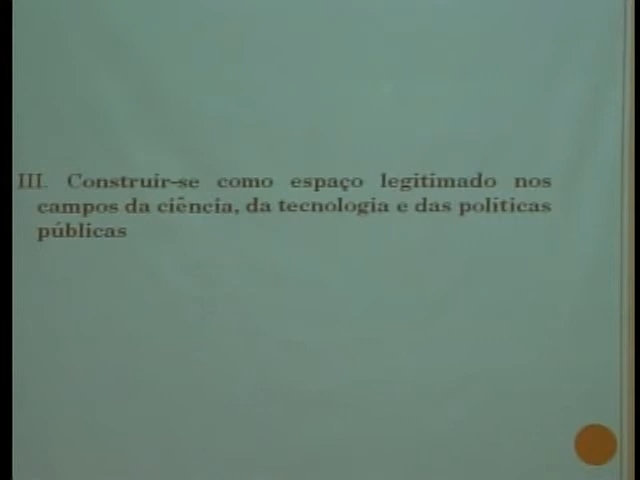 III. Construir-se como espaço legitimado nos
campos da ciência, da tecnologia e das políticas
públicas